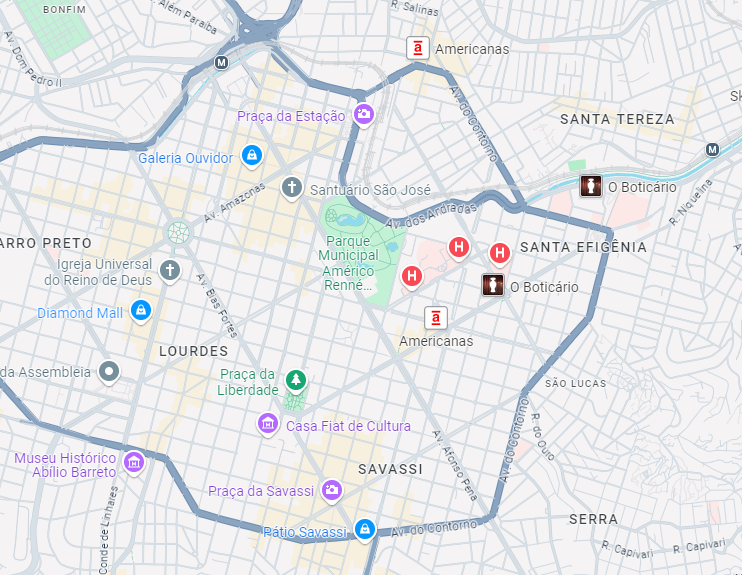 BONFIM
Av. Além Paraíba
R. Salinas
Av. Dom Pedro II
M
Americanas
Av. do Contorno
Praça da Estação
SANTA TEREZA
Galeria Ouvidor
M
Santuário São José
O Boticário
Av. Amazonas
Av. dos Andradas
R. Niquelina
ARRO PRETO
Parque
Municipal
Américo
Renné…
H
H
H
SANTA EFIGÊNIA
Igreja Universal
do Reino de Deus
Av. Bias Fortes
O Boticário
Diamond Mall
Americanas
LOURDES
da Assembleia
Praça da
Liberdade
SÃO LUCAS
Casa Fiat de Cultura
R. do Ouro
Av. do Contorno
Av. Afonso Pena
Museu Histórico
Abílio Barreto
SAVASSI
Praça da Savassi
Conde de Linhares
Pátio Savassi
Av. do Contorno
SERRA
R. Capivari
R. Capivari